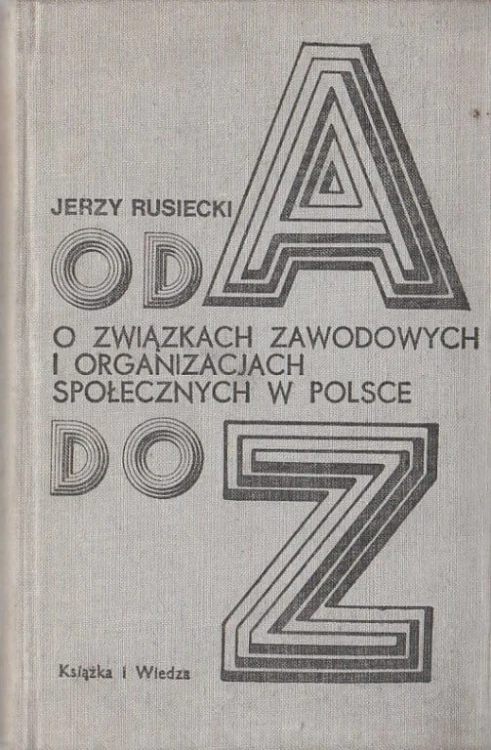 JERZY RUSIECKI
OD A
O ZWIĄZKACH ZAWODOWYCH
I ORGANIZACJACH
SPOŁECZNYCH W POLSCE
DO Z
Książka i Wiedza